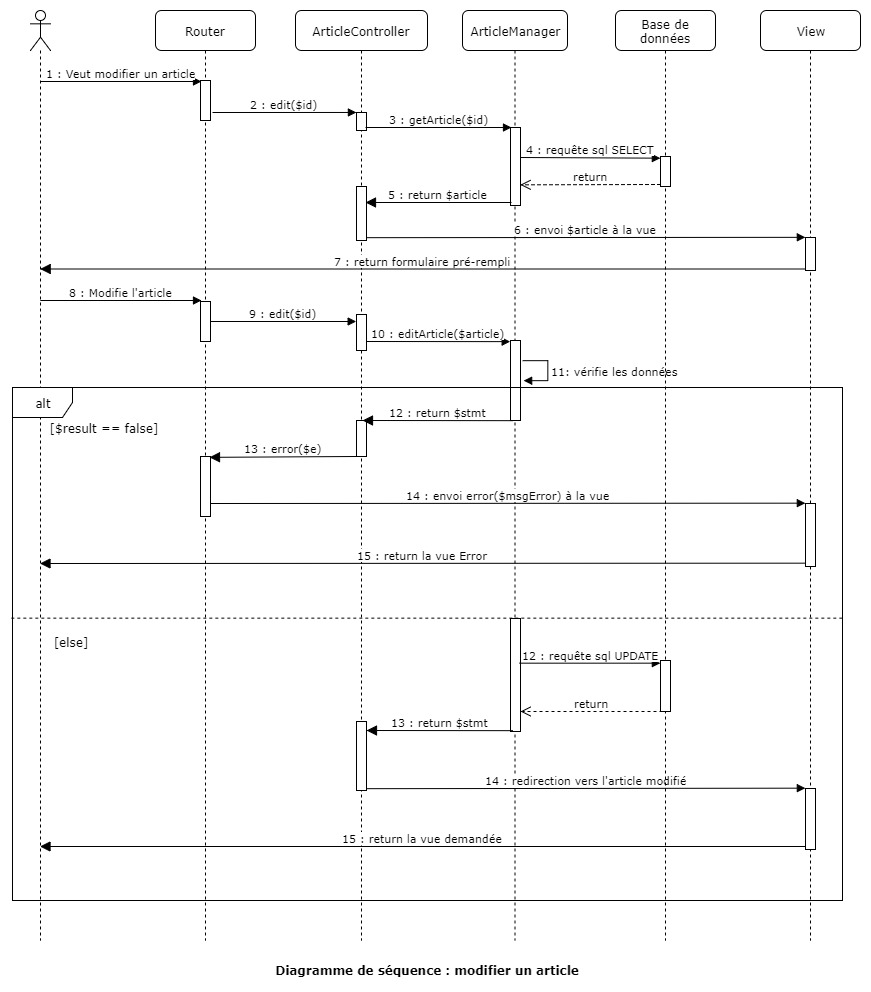 Router
ArticleController
ArticleManager
Base de
données
View
1 : Veut modifier un article
2 : edit($id)
3 : getArticle($id)
4 : requête sql SELECT
return
5 : return $article
6 : envoi $article à la vue
7 : return formulaire pré-rempli
8 : Modifie l'article
9 : edit($id)
10 : editArticle($article)
11: vérifie les données
alt
[$result == false]
12 : return $stmt
13 : error($e)
14 : envoi error($msgError) à la vue
15 : return la vue Error
[else]
12 : requête sql UPDATE
return
13 : return $stmt
14 : redirection vers l'article modifié
15 : return la vue demandée
Diagramme de séquence : modifier un article